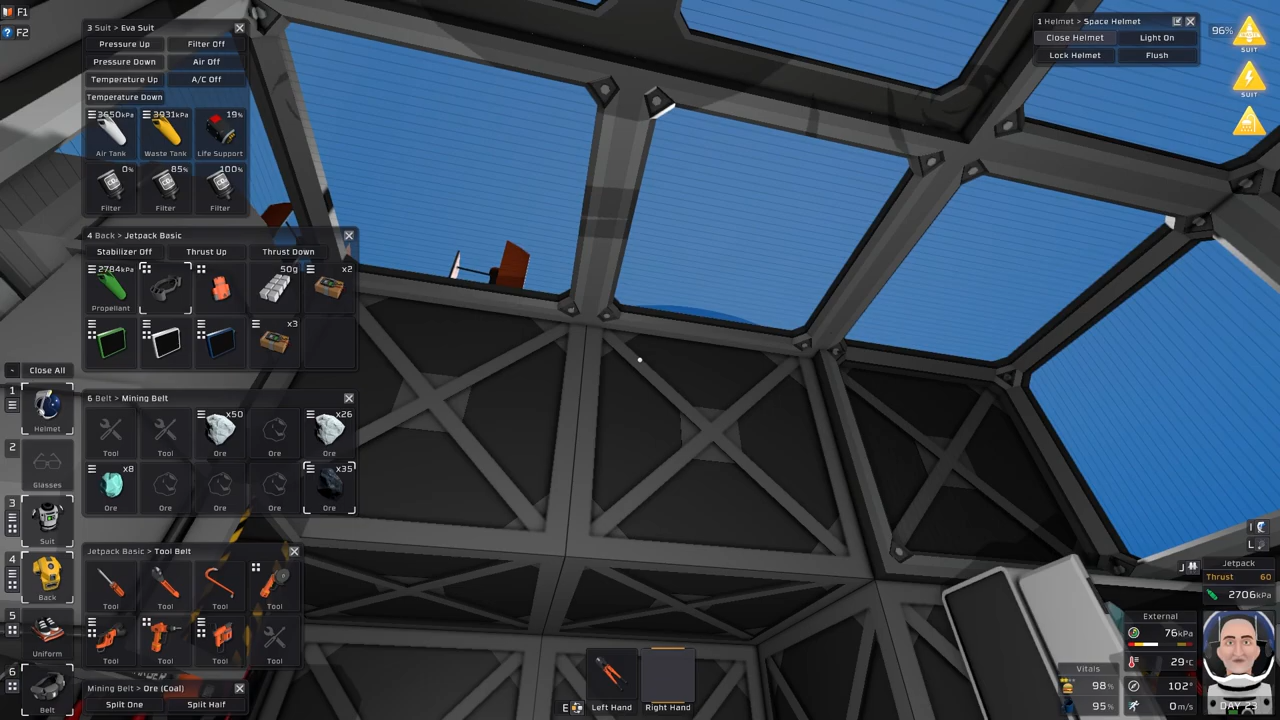 F1
F2
3 Suit > Eva Suit
Pressure Up
Filter Off
Pressure Down
Air Off
Temperature Up
A/C Off
Temperature Down
3650kPa
3931kPa
19%
Air Tank
Waste Tank
Life Support
0%
85%
100%
Filter
Filter
Filter
4 Back > Jetpack Basic
Stabilizer Off
Thrust Up
Thrust Down
2784kPa
50g
x2
Propellant
x3
Close All
1
Helmet
2
Glasses
3
Suit
4
Back
5
Uniform
6
Belt
6 Belt > Mining Belt
x50
x26
Tool
Tool
Ore
Ore
Ore
x8
x35
Ore
Ore
Ore
Ore
Ore
Jetpack Basic > Tool Belt
Tool
Tool
Tool
Tool
Tool
Tool
Tool
Tool
Mining Belt > Ore (Coal)
Split One
Split Half
E
Left Hand
Right Hand
1 Helmet > Space Helmet
Close Helmet
Light On
Lock Helmet
Flush
96%
WASTE
SUIT
SUIT
I
L
J
Jetpack
Thrust 60
2706kPa
External
76kPa
29°C
102°
0m/s
Vitals
98%
95%
DAY 23